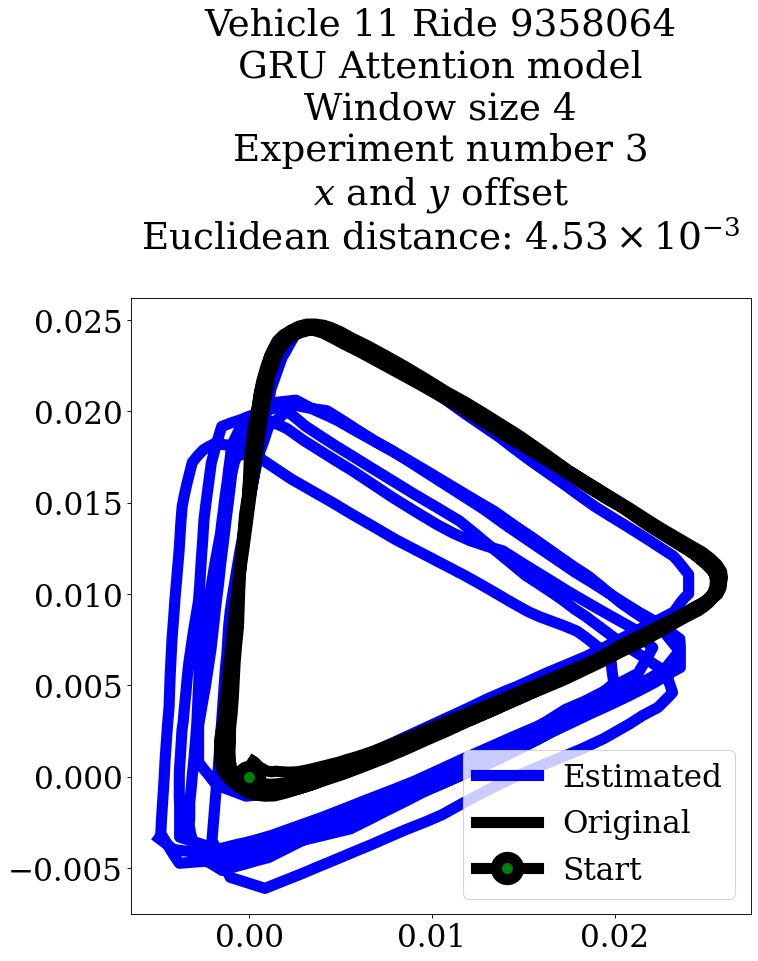 Vehicle 11 Ride 9358064
GRU Attention model
Window size 4
Experiment number 3
x and y offset
Euclidean distance: 4.53 × 10⁻³
0.025
0.020
0.015
0.010
0.005
0.000
−0.005
Estimated
Original
Start
0.00 0.01 0.02